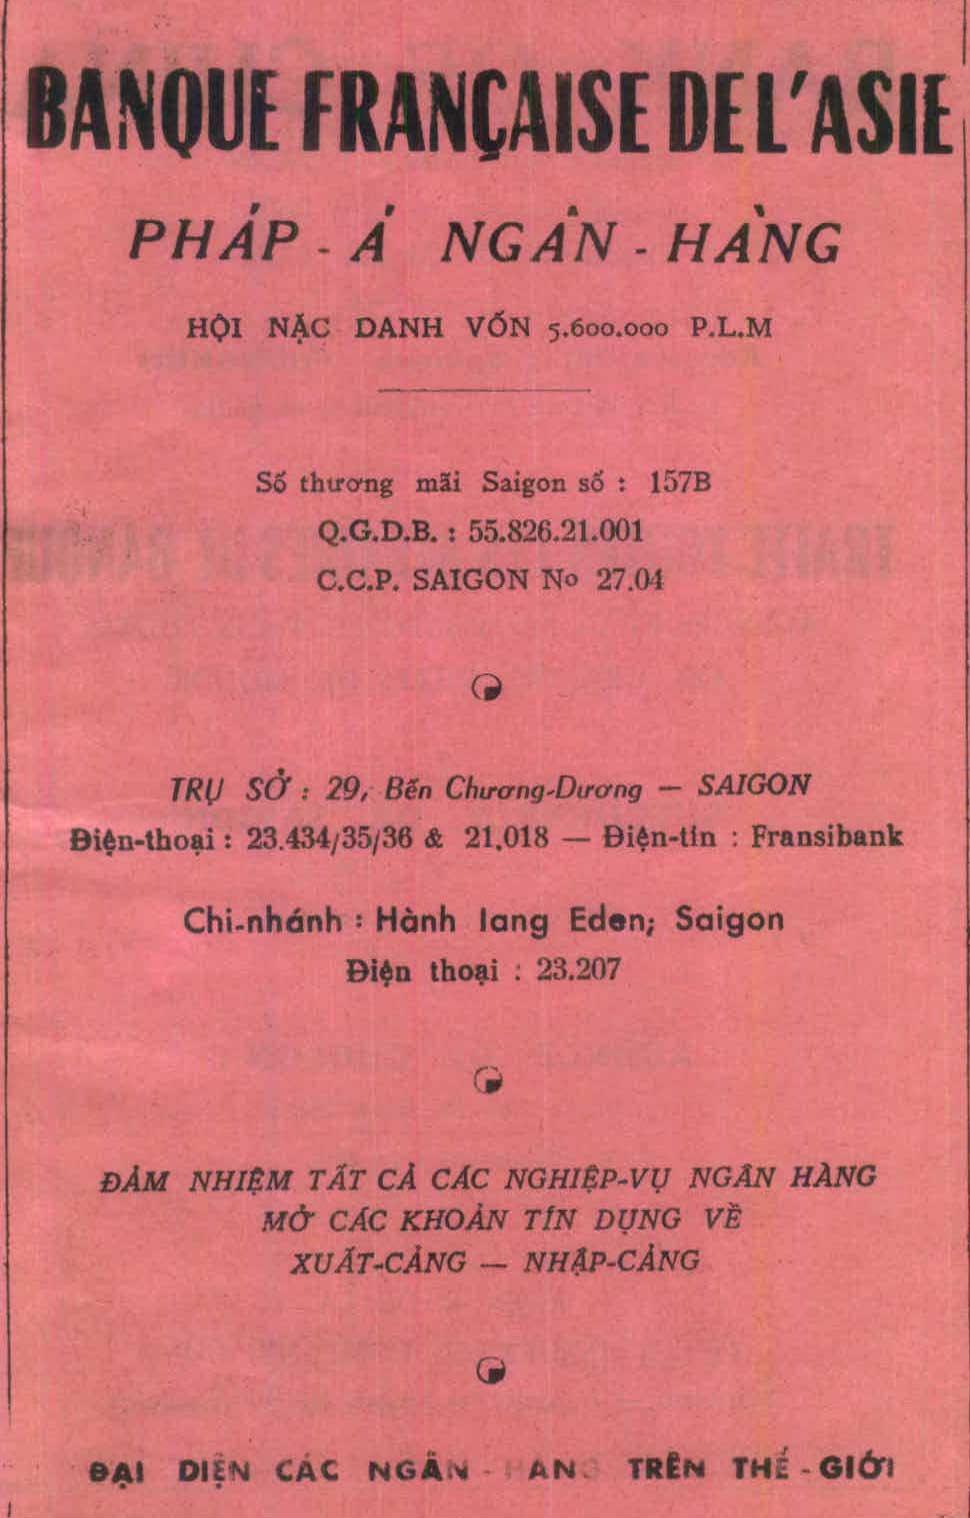 BANQUE FRANÇAISE DE L'ASIE
PHÁP - Á NGÂN - HÀNG
HỘI NẶC DANH VỐN 5.600.000 P.L.M
Số thương mãi Saigon số : 157B
Q.G.D.B. : 55.826.21.001
C.C.P. SAIGON No 27.04
TRỤ SỞ : 29, Bến Chương-Dương — SAIGON
Điện-thoại : 23.434/35/36 & 21.018 — Điện-tín : Fransibank
Chi-nhánh : Hành lang Eden; Saigon
Điện thoại : 23.207
ĐẢM NHIỆM TẤT CẢ CÁC NGHIỆP-VỤ NGÂN HÀNG
MỞ CÁC KHOẢN TÍN DỤNG VỀ
XUẤT-CẢNG — NHẬP-CẢNG
ĐẠI DIỆN CÁC NGÂN - HANG TRÊN THẾ - GIỚI